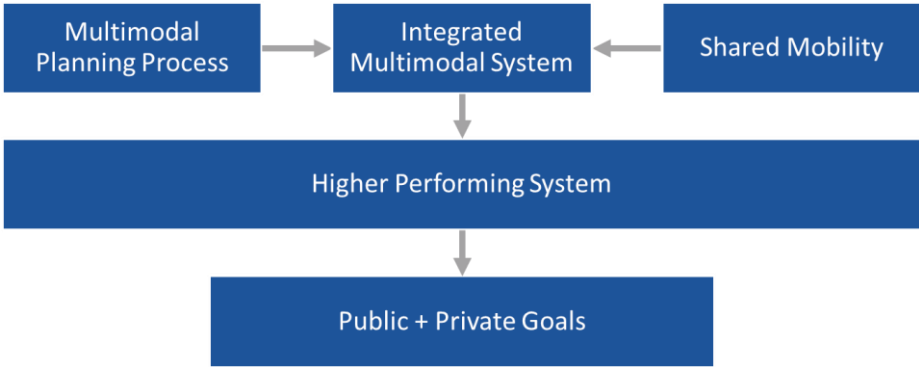 Multimodal
Planning Process
Integrated
Multimodal System
Shared Mobility
Higher Performing System
Public + Private Goals